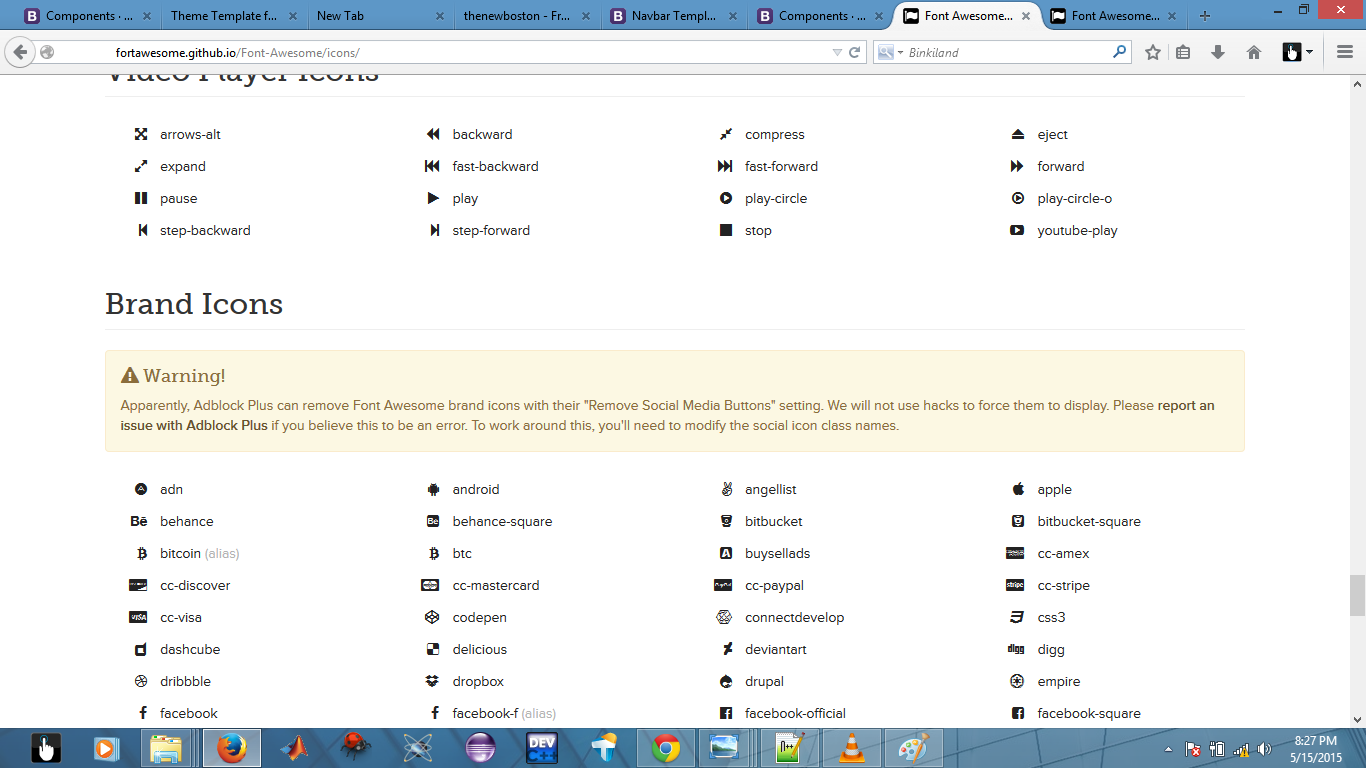 Components · ...
Theme Template f...
New Tab
thenewboston - Fr...
Navbar Templ...
Components · ...
Font Awesome...
Font Awesome...
fortawesome.github.io/Font-Awesome/icons/
Binkiland
Video Player Icons
arrows-alt
backward
compress
eject
expand
fast-backward
fast-forward
forward
pause
play
play-circle
play-circle-o
step-backward
step-forward
stop
youtube-play
Brand Icons
Warning!
Apparently, Adblock Plus can remove Font Awesome brand icons with their "Remove Social Media Buttons" setting. We will not use hacks to force them to display. Please report an
issue with Adblock Plus if you believe this to be an error. To work around this, you'll need to modify the social icon class names.
adn
android
angellist
apple
Bē behance
Be behance-square
bitbucket
bitbucket-square
bitcoin (alias)
btc
buysellads
cc-amex
cc-discover
cc-mastercard
PayPal cc-paypal
stripe cc-stripe
VISA cc-visa
codepen
connectdevelop
css3
dashcube
delicious
deviantart
digg digg
dribbble
dropbox
drupal
empire
facebook
facebook-f (alias)
facebook-official
facebook-square
DEV
C++
8:27 PM
5/15/2015